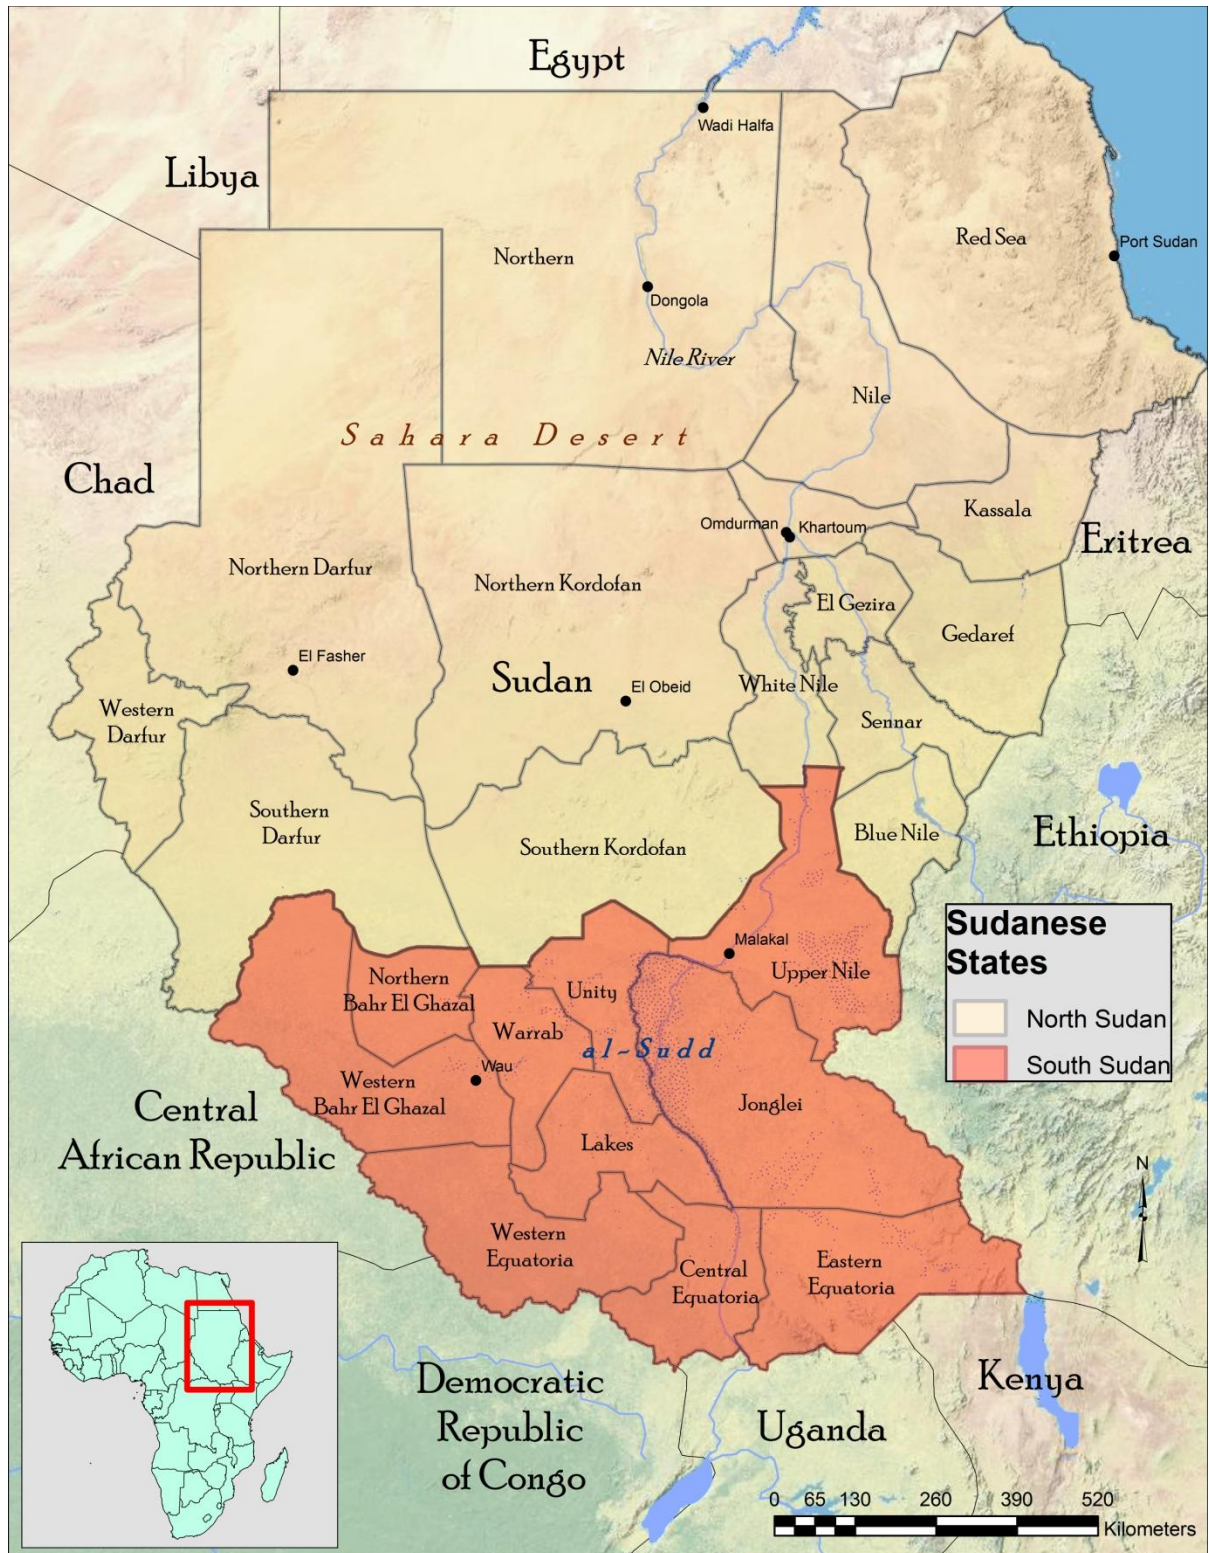 Egypt
Wadi Halfa
Libya
Red Sea
Port Sudan
Northern
Dongola
Nile River
Nile
Sahara Desert
Chad
Kassala
Omdurman
Khartoum
Eritrea
Northern Darfur
Northern Kordofan
El Gezira
Gedaref
El Fasher
Sudan
El Obeid
White Nile
Western
Darfur
Sennar
Southern
Darfur
Southern Kordofan
Blue Nile
Ethiopia
Malakal
Upper Nile
Northern
Bahr El Ghazal
Unity
Warrab
al-Sudd
Wau
Western
Bahr El Ghazal
Jonglei
Lakes
Central
African Republic
Western
Equatoria
Central
Equatoria
Eastern
Equatoria
Democratic
Republic
of Congo
Uganda
Kenya
Sudanese
States
North Sudan
South Sudan
N
0 65 130 260 390 520
Kilometers